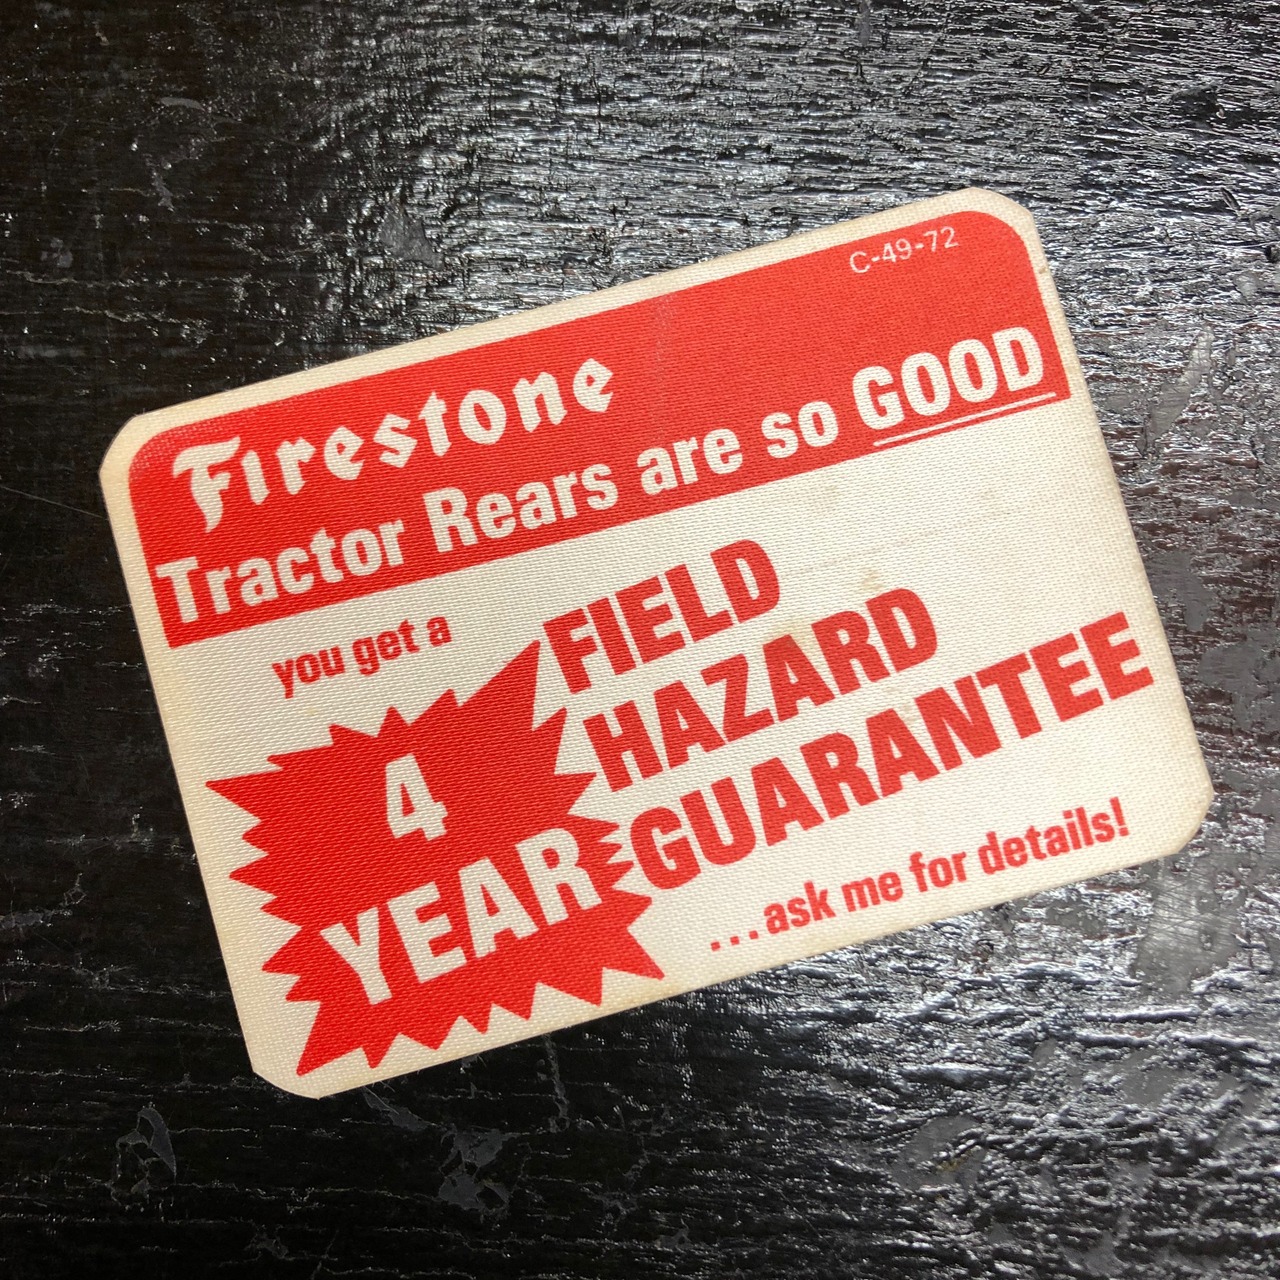 C-49-72
Firestone
Tractor Rears are so GOOD
you get a
4
YEAR
FIELD
HAZARD
GUARANTEE
...ask me for details!